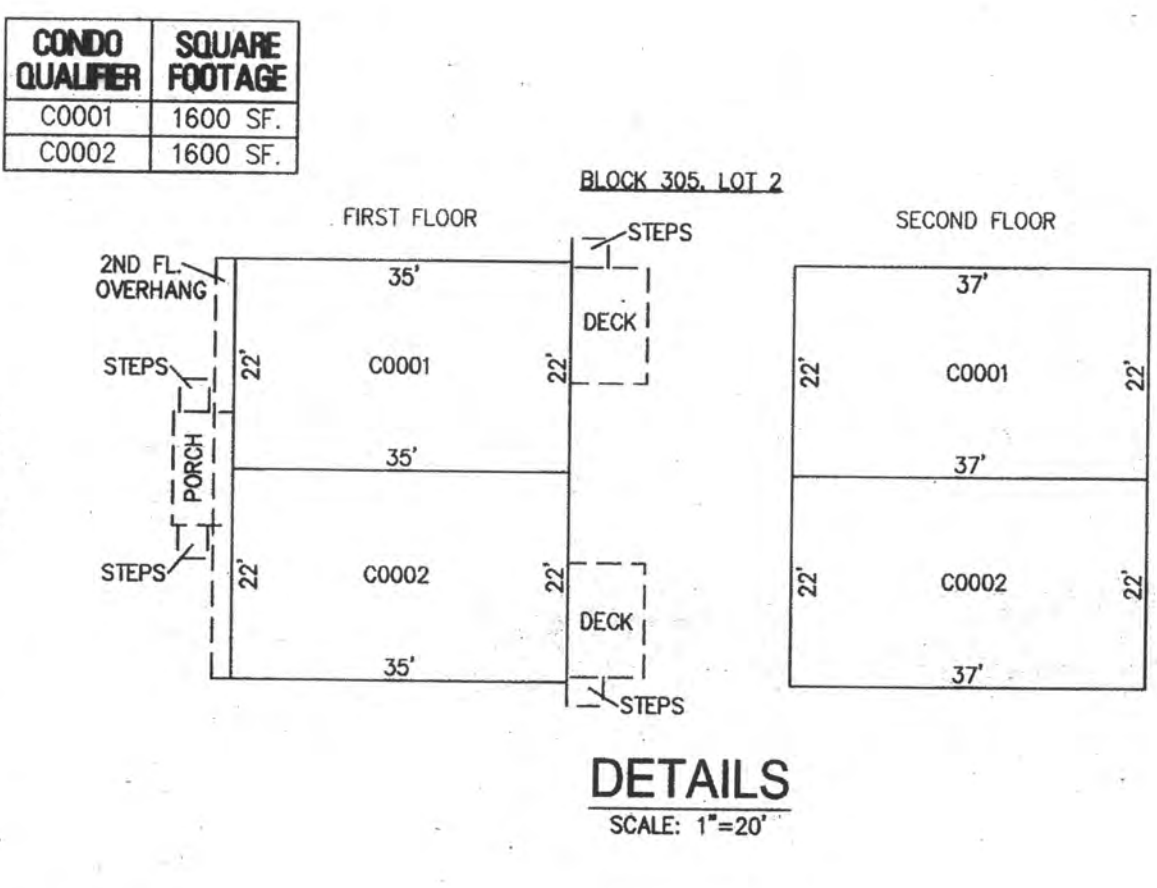 CONDO QUALIFIER SQUARE FOOTAGE
C0001 1600 SF.
C0002 1600 SF.
BLOCK 305, LOT 2
FIRST FLOOR
SECOND FLOOR
2ND FL.
OVERHANG
STEPS
35'
37'
DECK
STEPS
22'
C0001
22'
22'
C0001
22'
PORCH
35'
37'
STEPS
22'
C0002
22'
22'
C0002
22'
DECK
35'
37'
STEPS
DETAILS
SCALE: 1"=20'